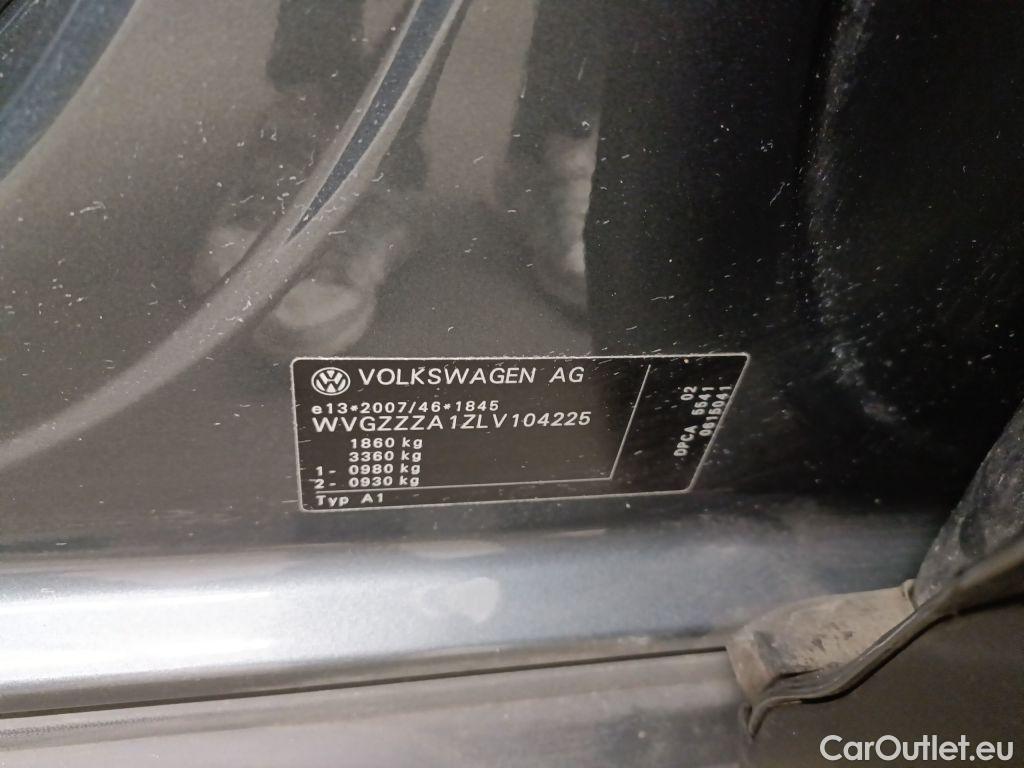 VOLKSWAGEN AG
e13*2007/46*1845
WVGZZZA1ZLV104225
1860 kg
3360 kg
1- 0980 kg
2- 0930 kg
Typ A1
02
DPCA 5541
0615041
CarOutlet.eu